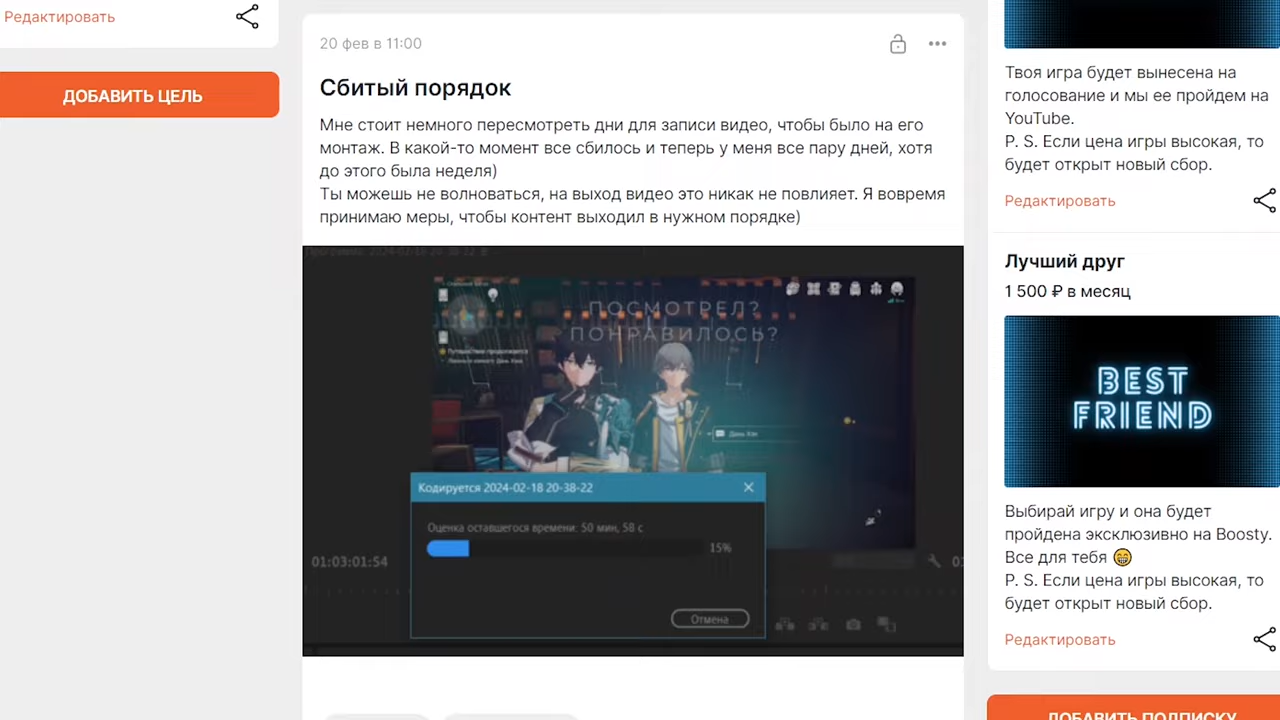 Редактировать
ДОБАВИТЬ ЦЕЛЬ
20 фев в 11:00
Сбитый порядок
Мне стоит немного пересмотреть дни для записи видео, чтобы было на его
монтаж. В какой-то момент все сбилось и теперь у меня все пару дней, хотя
до этого была неделя)
Ты можешь не волноваться, на выход видео это никак не повлияет. Я вовремя
принимаю меры, чтобы контент выходил в нужном порядке)
ПОСМОТРЕЛ?
ПОНРАВИЛОСЬ?
Путешествие продолжается
Дань Хэн
Кодируется 2024-02-18 20-38-22
Оценка оставшегося времени: 50 мин, 58 с
15%
01:03:01:54
Отмена
Твоя игра будет вынесена на
голосование и мы ее пройдем на
YouTube.
P. S. Если цена игры высокая, то
будет открыт новый сбор.
Редактировать
Лучший друг
1 500 ₽ в месяц
BEST
FRIEND
Выбирай игру и она будет
пройдена эксклюзивно на Boosty.
Все для тебя 😁
P. S. Если цена игры высокая, то
будет открыт новый сбор.
Редактировать
ДОБАВИТЬ ПОДПИСКУ